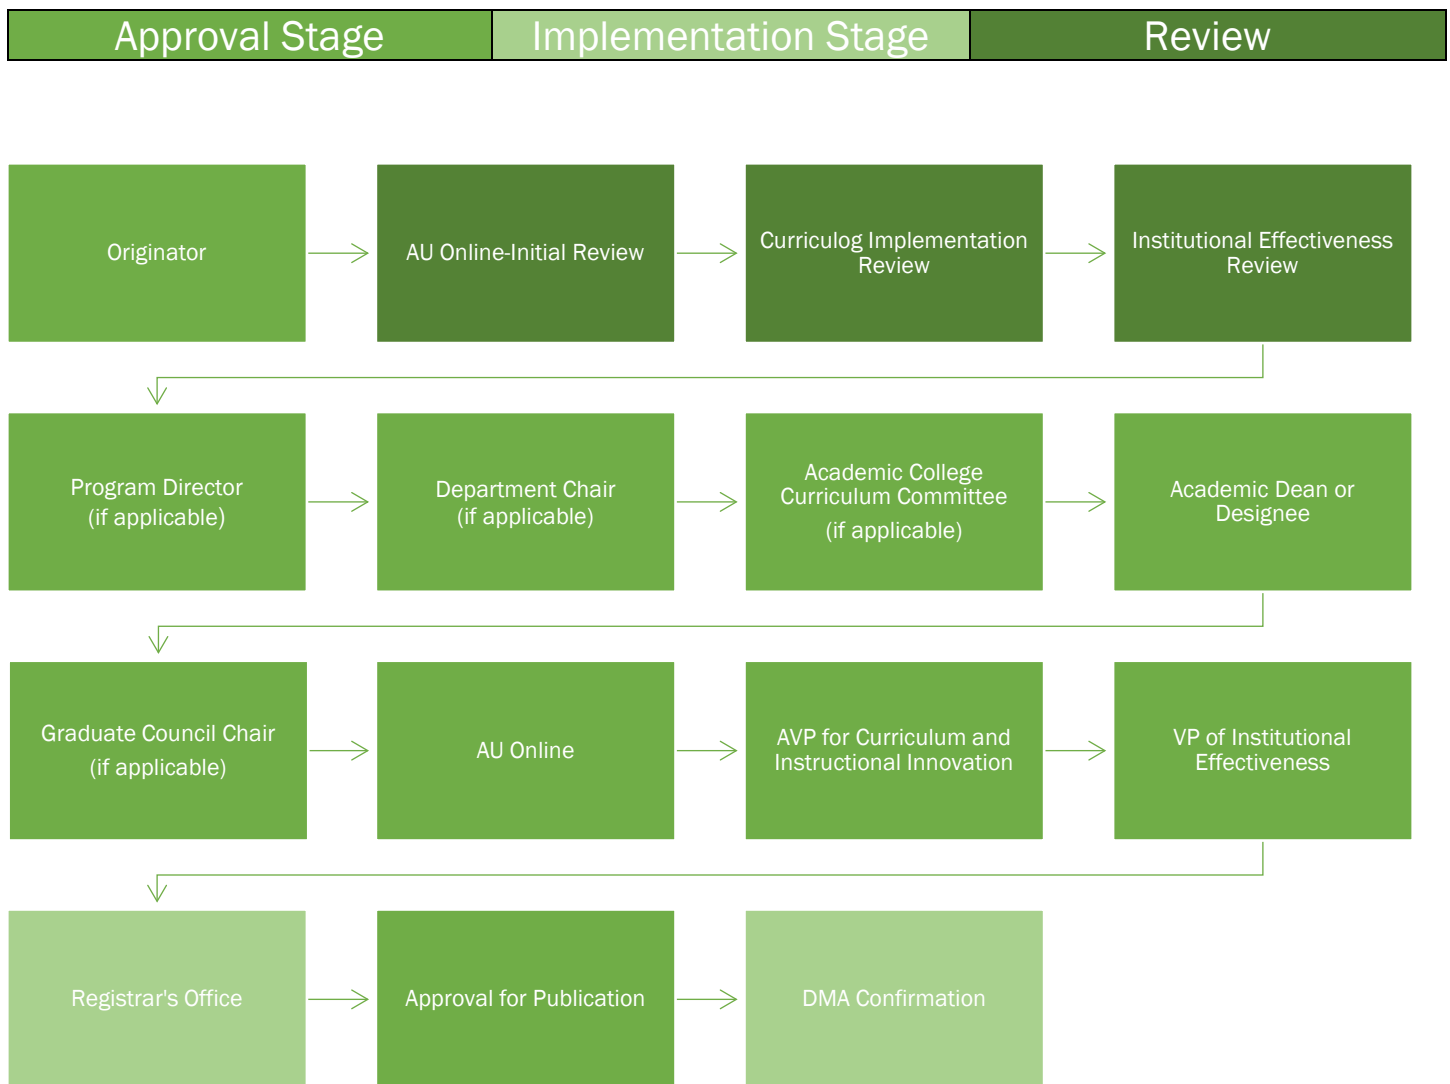 Approval Stage
Implementation Stage
Review
Originator
AU Online-Initial Review
Curriculog Implementation
Review
Institutional Effectiveness
Review
Program Director
(if applicable)
Department Chair
(if applicable)
Academic College
Curriculum Committee
(if applicable)
Academic Dean or
Designee
Graduate Council Chair
(if applicable)
AU Online
AVP for Curriculum and
Instructional Innovation
VP of Institutional
Effectiveness
Registrar's Office
Approval for Publication
DMA Confirmation